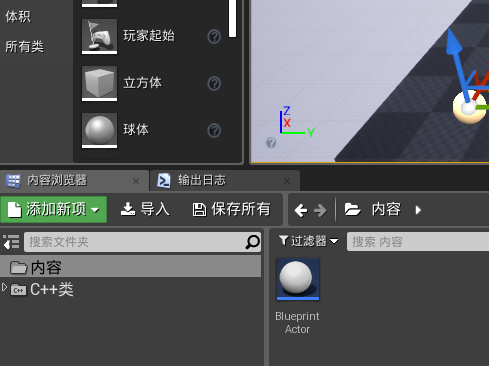 体积
所有类
玩家起始
立方体
球体
Z
X
Y
内容浏览器
输出日志
添加新项
导入
保存所有
内容
搜索文件夹
过滤器
搜索 内容
内容
C++
C++类
Blueprint
Actor